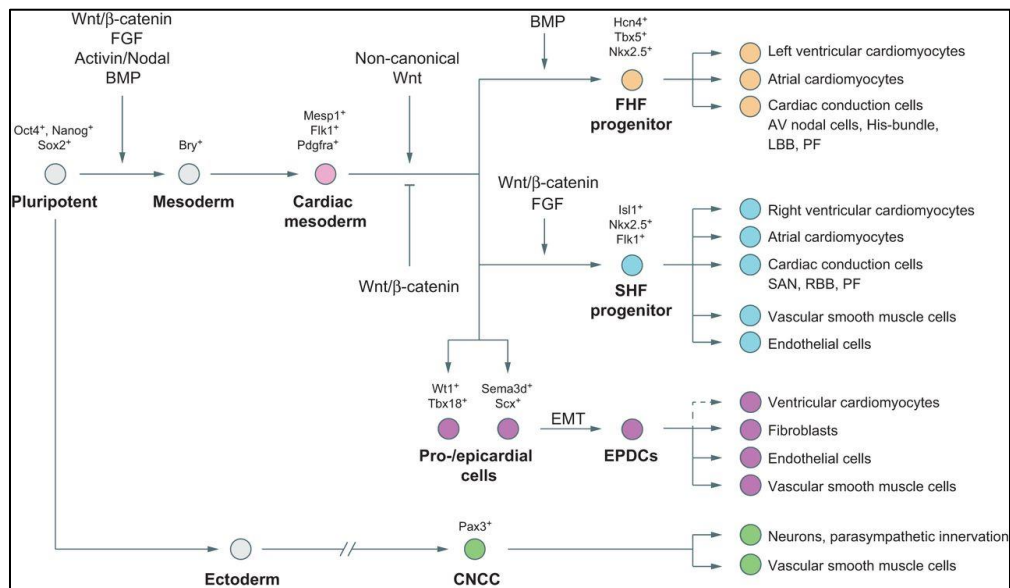 Wnt/β-catenin
FGF
Activin/Nodal
BMP
Oct4⁺, Nanog⁺
Sox2⁺
Pluripotent
Bry⁺
Mesoderm
Mesp1⁺
Flk1⁺
Pdgfra⁺
Cardiac
mesoderm
Non-canonical
Wnt
Wnt/β-catenin
BMP
Hcn4⁺
Tbx5⁺
Nkx2.5⁺
FHF
progenitor
Left ventricular cardiomyocytes
Atrial cardiomyocytes
Cardiac conduction cells
AV nodal cells, His-bundle,
LBB, PF
Wnt/β-catenin
FGF
Isl1⁺
Nkx2.5⁺
Flk1⁺
SHF
progenitor
Right ventricular cardiomyocytes
Atrial cardiomyocytes
Cardiac conduction cells
SAN, RBB, PF
Vascular smooth muscle cells
Endothelial cells
Wt1⁺
Tbx18⁺
Sema3d⁺
Scx⁺
Pro-/epicardial
cells
EMT
EPDCs
Ventricular cardiomyocytes
Fibroblasts
Endothelial cells
Vascular smooth muscle cells
Ectoderm
Pax3⁺
CNCC
Neurons, parasympathetic innervation
Vascular smooth muscle cells